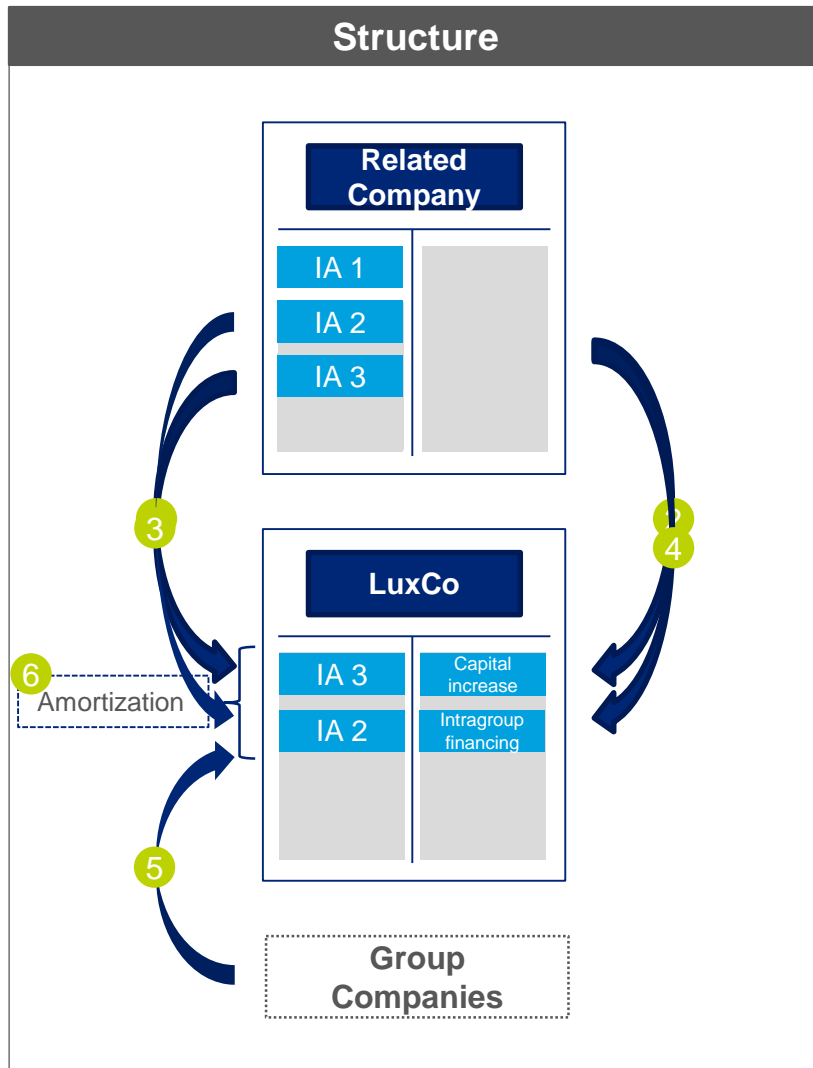 Structure
Related
Company
IA 1
IA 2
IA 3
3
2
4
LuxCo
6
Amortization
IA 3
Capital
increase
IA 2
Intragroup
financing
5
Group
Companies